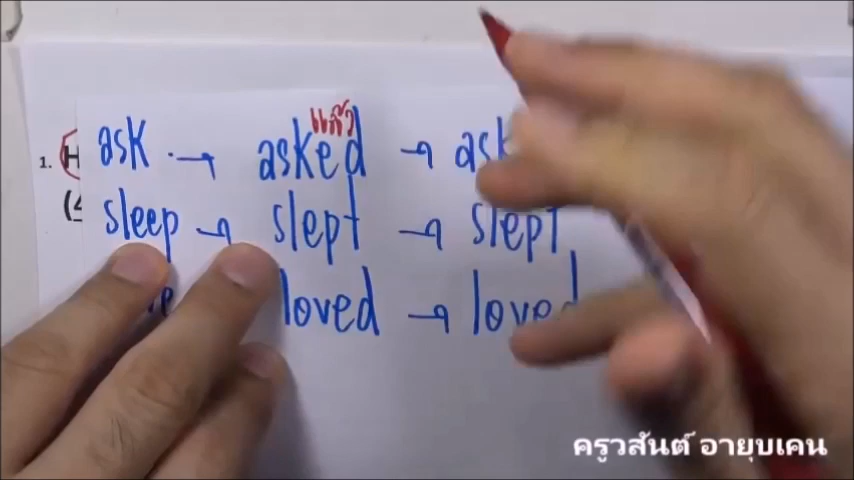 แล้ว
1. ask → asked → ask
sleep → slept → slept
loved → loved
ครูวสันต์ อายุบเคน